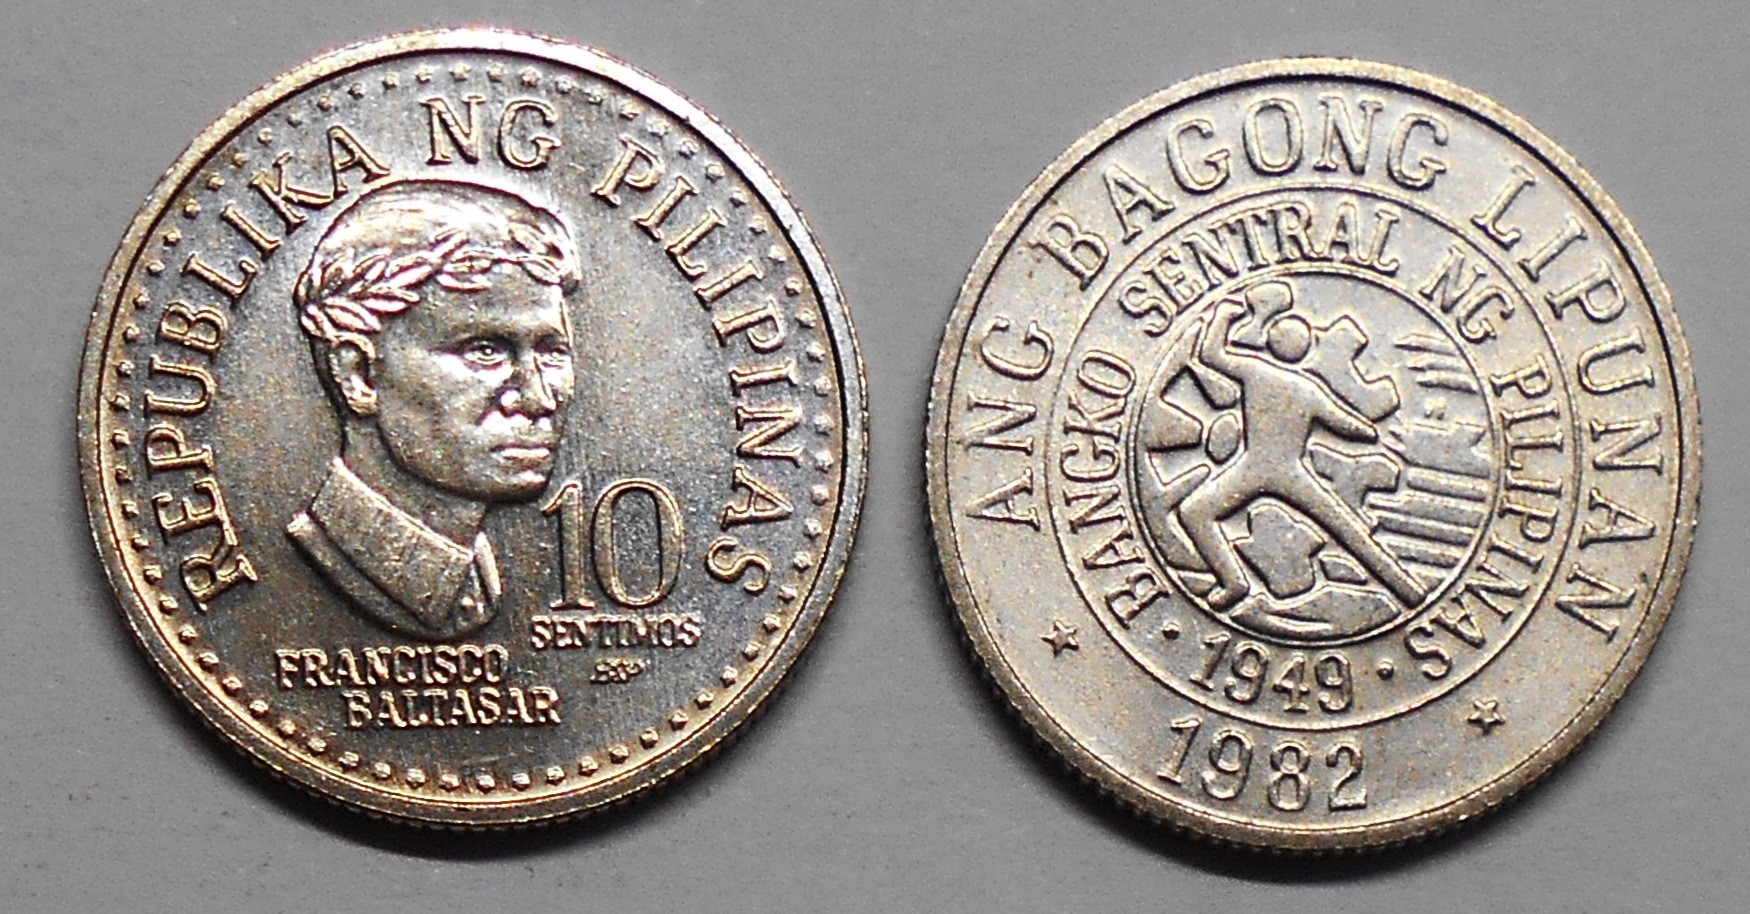 REPUBLIKA NG PILIPINAS
10
SENTIMOS
FRANCISCO
BALTASAR
ANG BAGONG LIPUNAN
BANGKO SENTRAL NG PILIPINAS
1949
1982